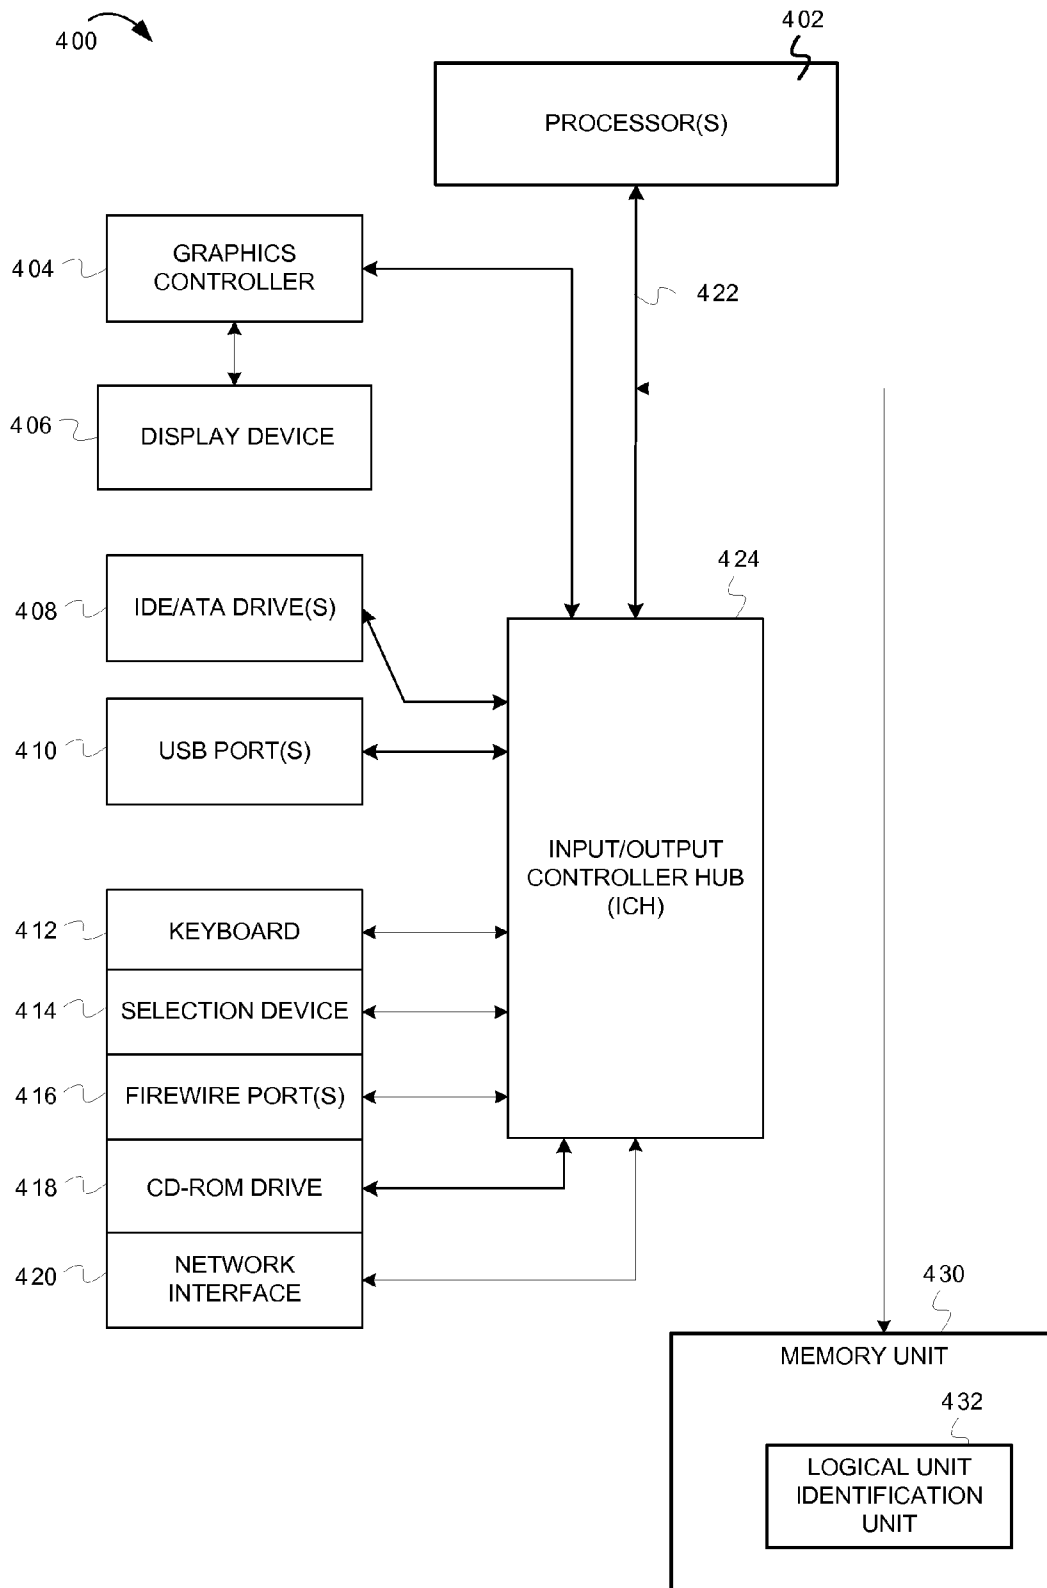 400
402
PROCESSOR(S)
404
GRAPHICS
CONTROLLER
422
406
DISPLAY DEVICE
424
408
IDE/ATA DRIVE(S)
410
USB PORT(S)
INPUT/OUTPUT
CONTROLLER HUB
(ICH)
412
KEYBOARD
414
SELECTION DEVICE
416
FIREWIRE PORT(S)
418
CD-ROM DRIVE
420
NETWORK
INTERFACE
430
MEMORY UNIT
432
LOGICAL UNIT
IDENTIFICATION
UNIT